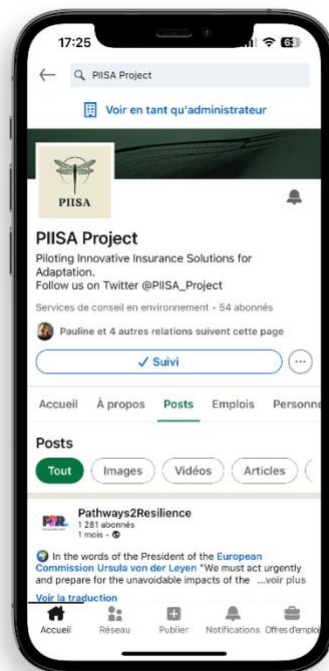 17:25
63
PIISA Project
Voir en tant qu'administrateur
PIISA
PIISA Project
Piloting Innovative Insurance Solutions for
Adaptation.
Follow us on Twitter @PIISA_Project
Services de conseil en environnement • 54 abonnés
Pauline et 4 autres relations suivent cette page
✓ Suivi
Accueil À propos Posts Emplois Personne
Posts
Tout Images Vidéos Articles
P2R
Pathways2Resilience
1 281 abonnés
1 mois •
In the words of the President of the European
Commission Ursula von der Leyen "We must act urgently
and prepare for the unavoidable impacts of the ...voir plus
Voir la traduction
Accueil Réseau Publier Notifications Offres d'emploi